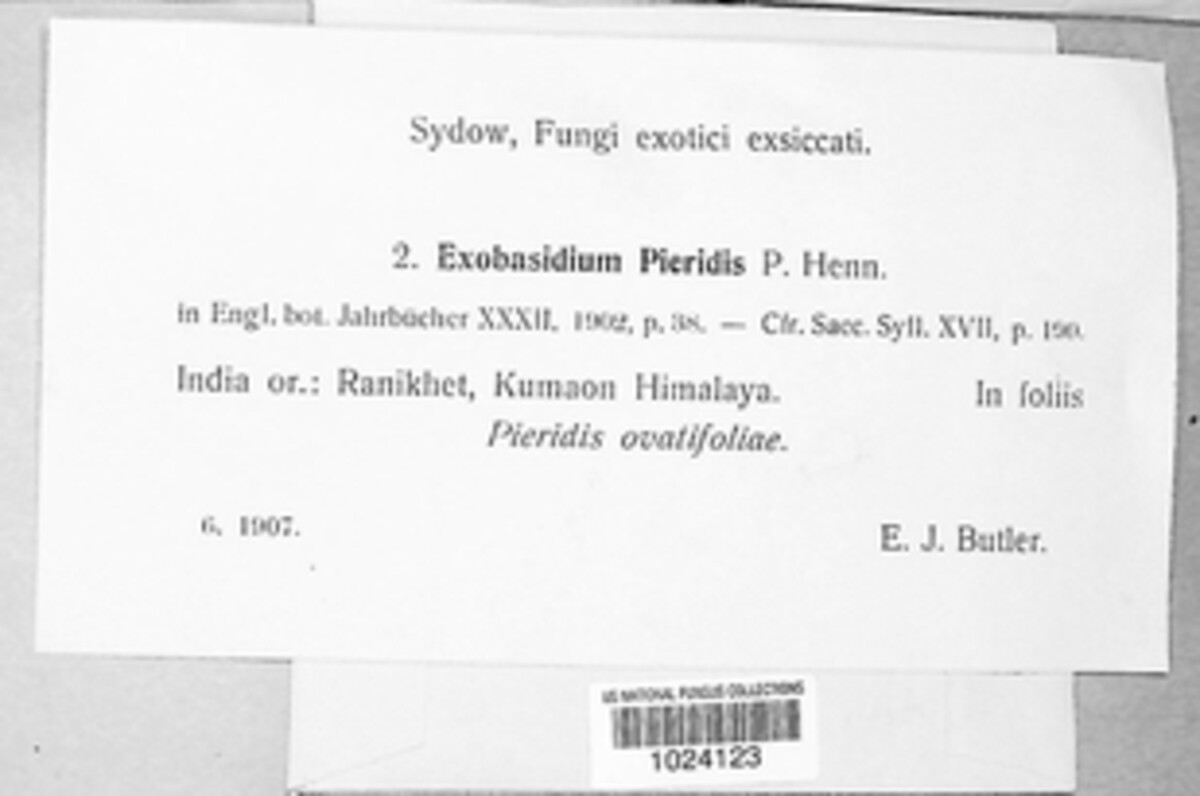 Sydow, Fungi exotici exsiccati.
2. Exobasidium Pieridis P. Henn.
in Engl. bot. Jahrbücher XXXII, 1902, p. 38. — Cfr. Sacc. Syll. XVII, p. 190.
India or.: Ranikhet, Kumaon Himalaya. In foliis
Pieridis ovatifoliae.
6. 1907. E. J. Butler.
US NATIONAL FUNGUS COLLECTIONS
1024123